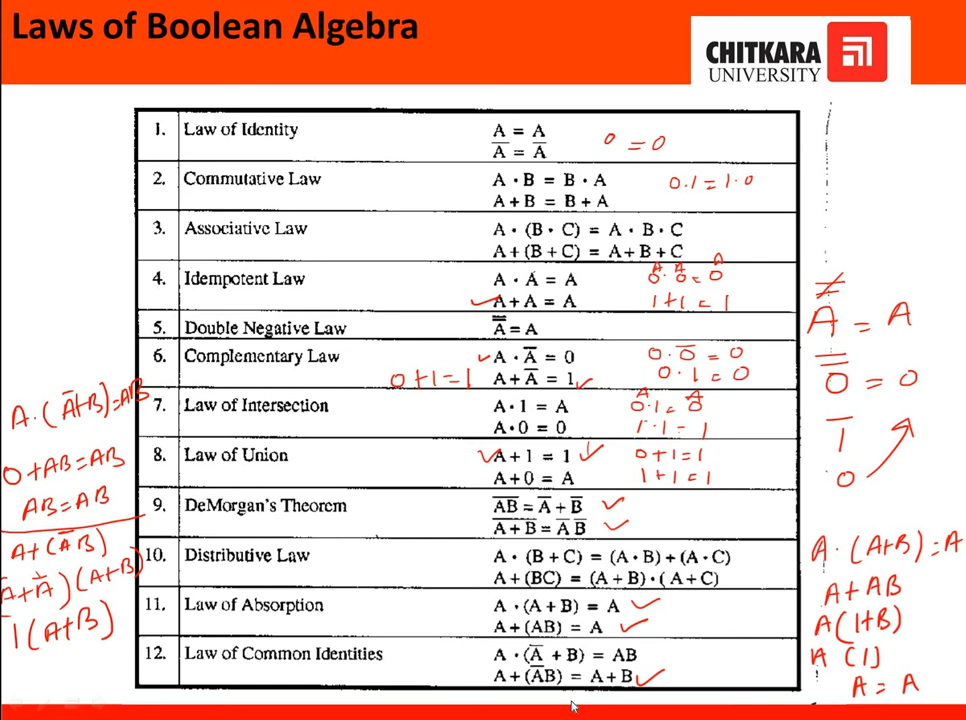 Laws of Boolean Algebra
CHITKARA
UNIVERSITY
1. Law of Identity A = A
A̅ = A̅
0 = 0
2. Commutative Law A · B = B · A
A + B = B + A
0.1 = 1.0
3. Associative Law A · (B · C) = A · B · C
A + (B + C) = A + B + C
4. Idempotent Law A · A = A
A + A = A
A A A
0. 0 = 0
1+1 = 1
5. Double Negative Law A̿ = A
6. Complementary Law A · A̅ = 0
A + A̅ = 1
0 . 0̅ = 0
0 . 1 = 0
0+1=1
7. Law of Intersection A · 1 = A
A · 0 = 0
A A
0.1 = 0
1.1 = 1
8. Law of Union A + 1 = 1
A + 0 = A
0+1=1
1+1=1
9. DeMorgan's Theorem A̅B̅ = A̅ + B̅
A̅+̅B̅ = A̅ B̅
10. Distributive Law A · (B + C) = (A · B) + (A · C)
A + (BC) = (A + B) · (A + C)
11. Law of Absorption A · (A + B) = A
A + (AB) = A
12. Law of Common Identities A · (A̅ + B) = AB
A + (A̅B) = A + B
A.(A̅+B)=AB
0+AB=AB
AB=AB
A+(A̅B)
(A+A̅)(A+B)
1(A+B)
A̿ = A
0̿ = 0
1̅
0
A.(A+B)=A
A+AB
A(1+B)
A(1)
A = A